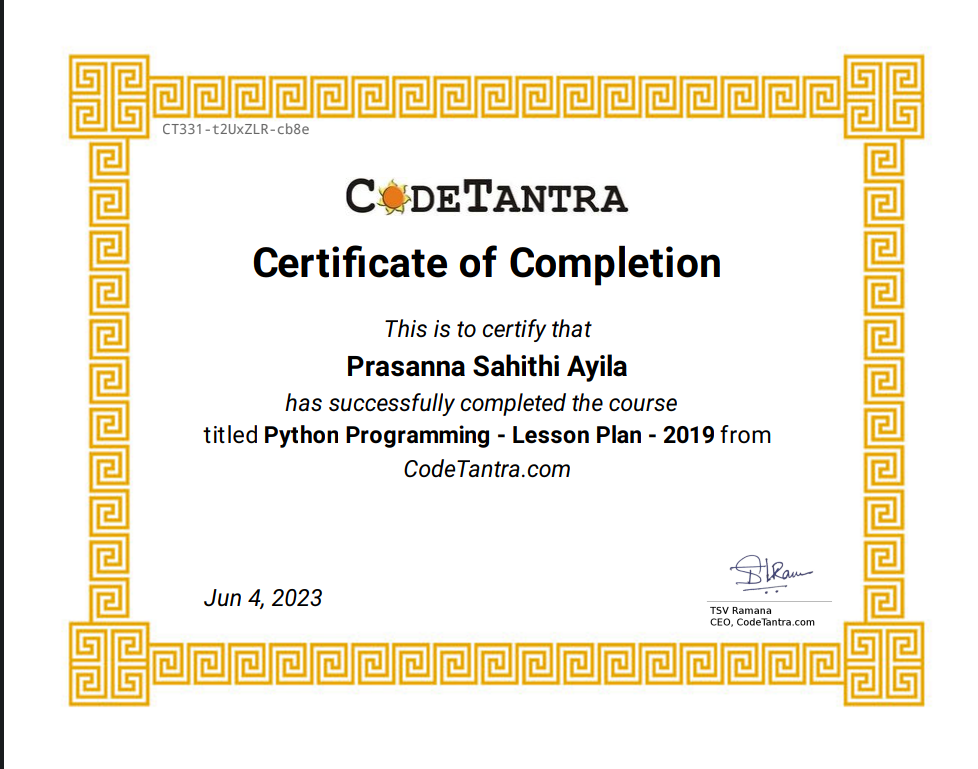 CT331-t2UxZLR-cb8e
CODETANTRA
Certificate of Completion
This is to certify that
Prasanna Sahithi Ayila
has successfully completed the course
titled Python Programming - Lesson Plan - 2019 from
CodeTantra.com
Jun 4, 2023
TSV Ramana
CEO, CodeTantra.com